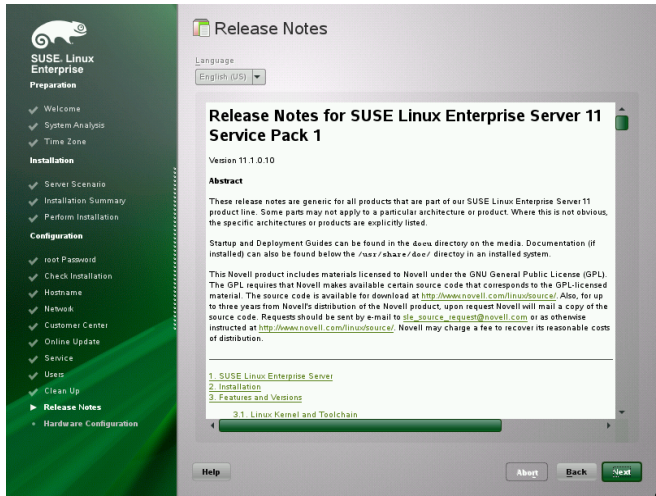 SUSE. Linux
Enterprise
Preparation
Welcome
System Analysis
Time Zone
Installation
Server Scenario
Installation Summary
Perform Installation
Configuration
root Password
Check Installation
Hostname
Network
Customer Center
Online Update
Service
Users
Clean Up
Release Notes
Hardware Configuration
Release Notes
Language
English (US)
Release Notes for SUSE Linux Enterprise Server 11
Service Pack 1
Version 11.1.0.10
Abstract
These release notes are generic for all products that are part of our SUSE Linux Enterprise Server 11
product line. Some parts may not apply to a particular architecture or product. Where this is not obvious,
the specific architectures or products are explicitly listed.
Startup and Deployment Guides can be found in the docu directory on the media. Documentation (if
installed) can also be found below the /usr/share/doc/ directory in an installed system.
This Novell product includes materials licensed to Novell under the GNU General Public License (GPL).
The GPL requires that Novell makes available certain source code that corresponds to the GPL-licensed
material. The source code is available for download at http://www.novell.com/linux/source/. Also, for up
to three years from Novell's distribution of the Novell product, upon request Novell will mail a copy of the
source code. Requests should be sent by e-mail to sle_source_request@novell.com or as otherwise
instructed at http://www.novell.com/linux/source/. Novell may charge a fee to recover its reasonable costs
of distribution.
1. SUSE Linux Enterprise Server
2. Installation
3. Features and Versions
3.1. Linux Kernel and Toolchain
Help
Abort
Back
Next